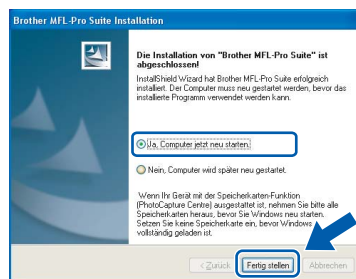 Brother MFL-Pro Suite Installation
Die Installation von "Brother MFL-Pro Suite" ist
abgeschlossen!
InstallShield Wizard hat Brother MFL-Pro Suite erfolgreich
installiert. Der Computer muss neu gestartet werden, bevor das
installierte Programm verwendet werden kann.
Ja, Computer jetzt neu starten.
Nein, Computer wird später neu gestartet.
Wenn Ihr Gerät mit der Speicherkarten-Funktion
(PhotoCapture Centre) ausgestattet ist, nehmen Sie bitte alle
Speicherkarten heraus, bevor Sie Windows neu starten.
Setzen Sie keine Speicherkarte ein, bevor Windows
vollständig geladen ist.
< Zurück
Fertig stellen
Abbrechen